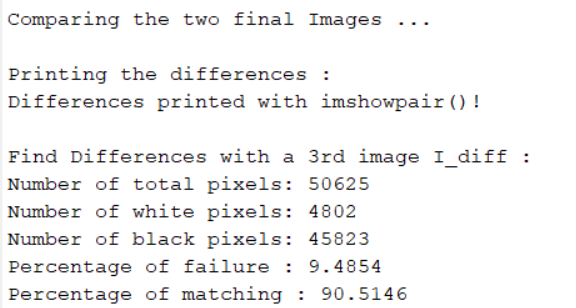 Comparing the two final Images ...
Printing the differences :
Differences printed with imshowpair()!
Find Differences with a 3rd image I_diff :
Number of total pixels: 50625
Number of white pixels: 4802
Number of black pixels: 45823
Percentage of failure : 9.4854
Percentage of matching : 90.5146